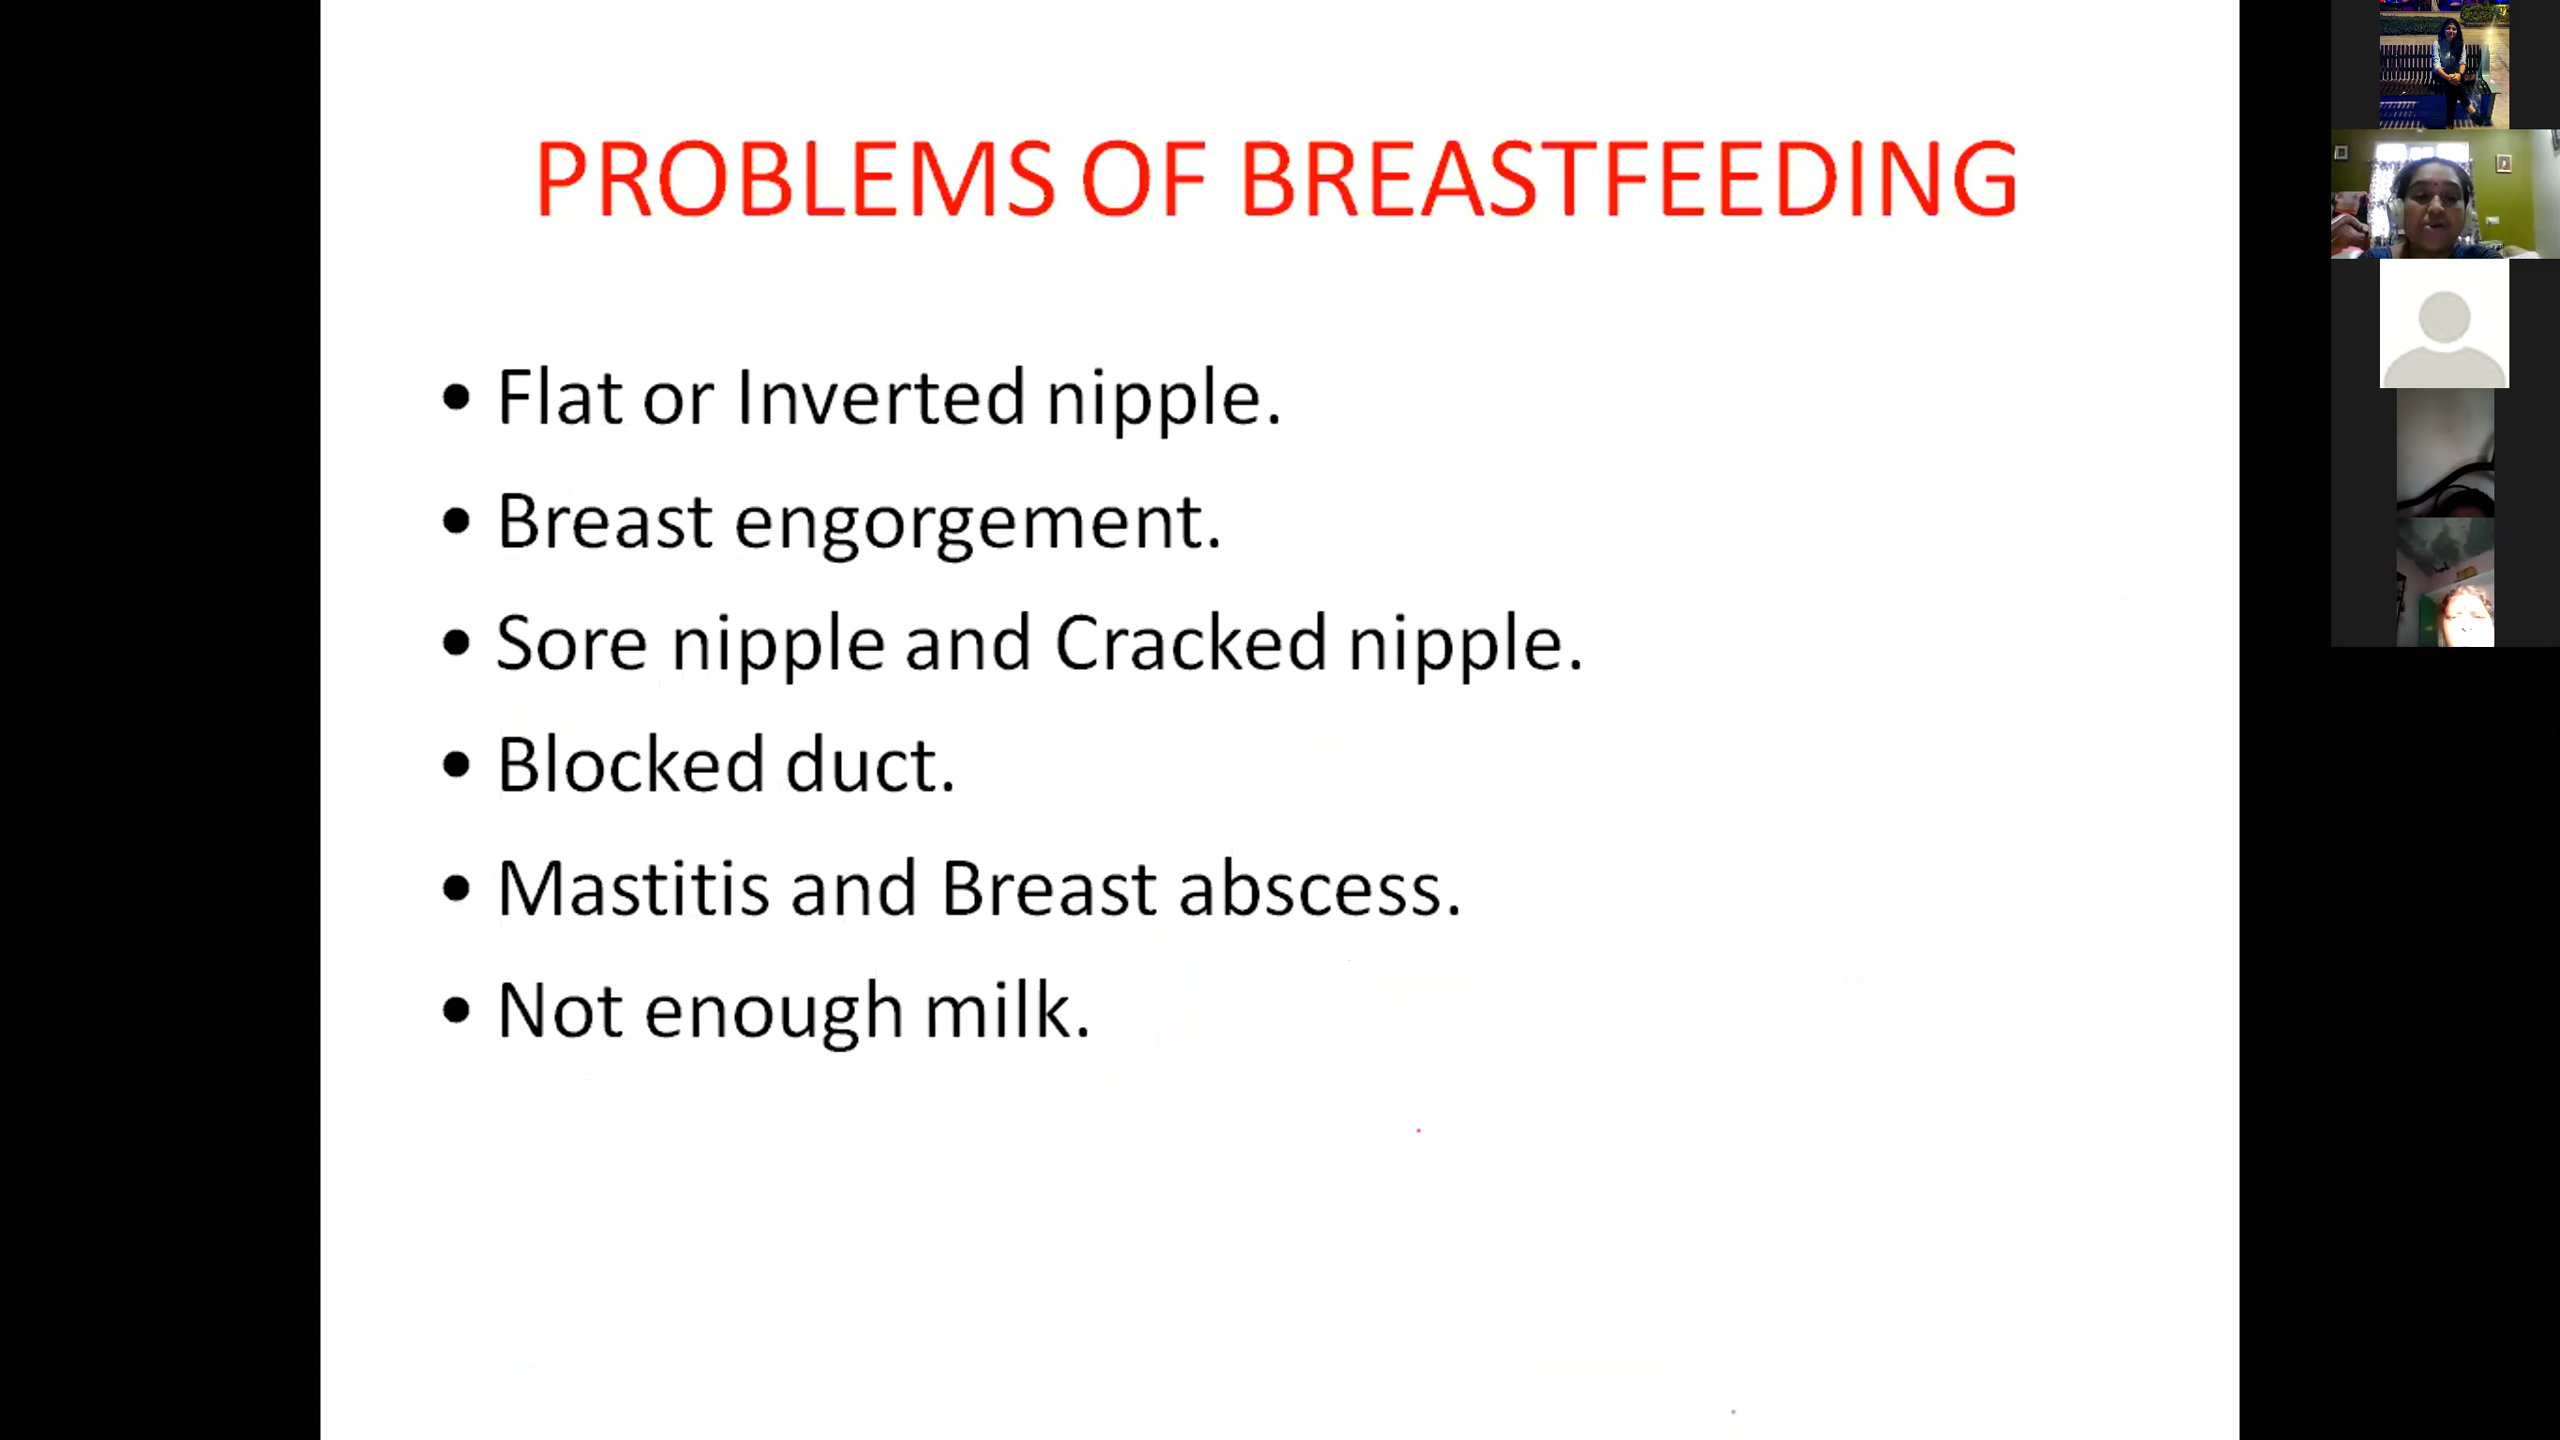 PROBLEMS OF BREASTFEEDING
• Flat or Inverted nipple.
• Breast engorgement.
• Sore nipple and Cracked nipple.
• Blocked duct.
• Mastitis and Breast abscess.
• Not enough milk.